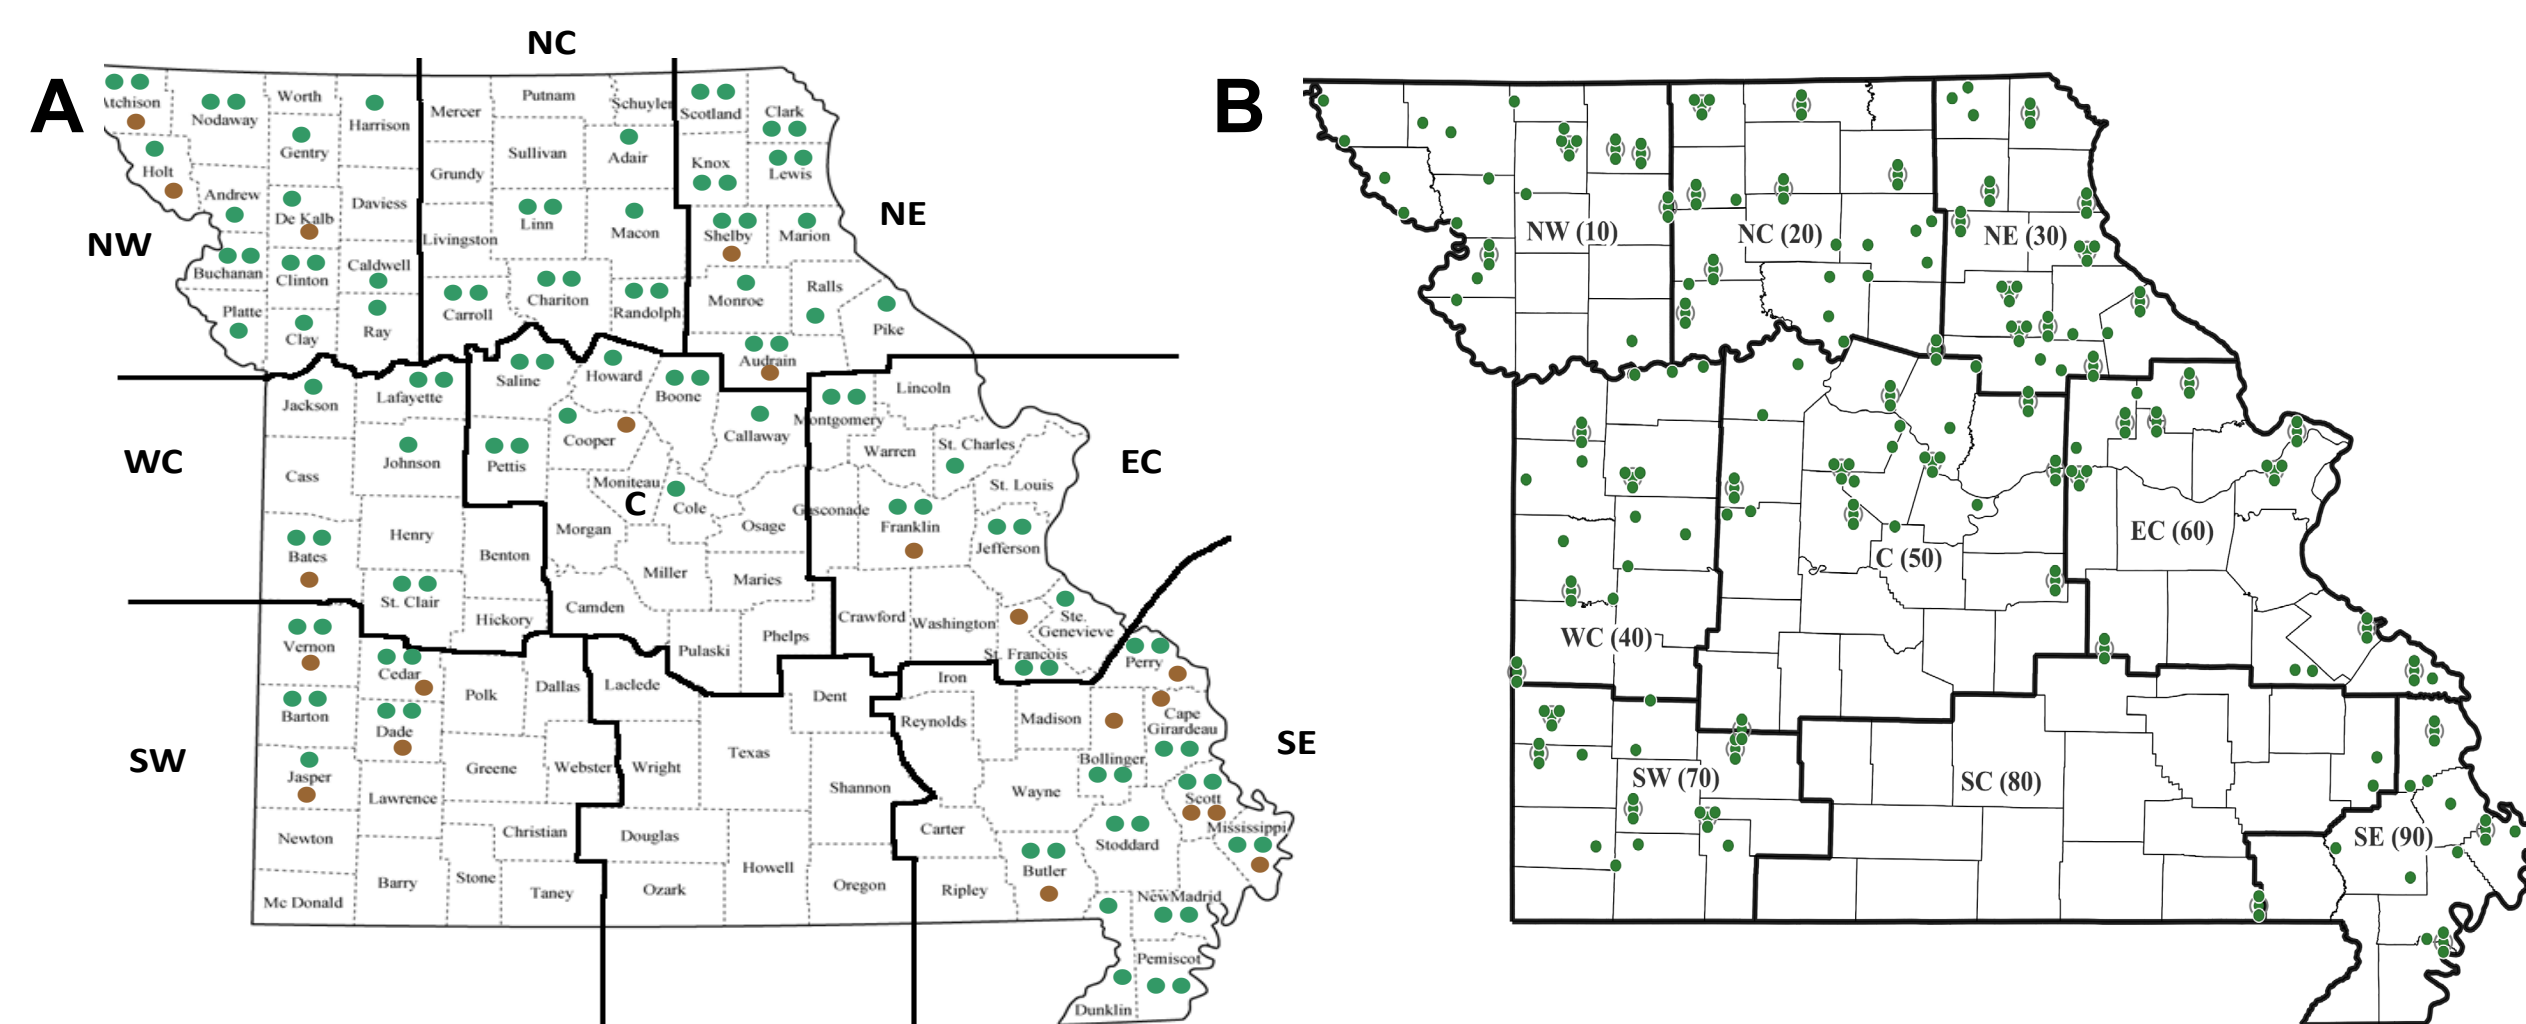 NC
A
B
Atchison
Nodaway
Worth
Harrison
Mercer
Putnam
Schuyler
Scotland
Clark
Holt
Gentry
Grundy
Sullivan
Adair
Knox
Lewis
Andrew
De Kalb
Daviess
Livingston
Linn
Macon
Shelby
Marion
NE
NW
Buchanan
Clinton
Caldwell
Carroll
Chariton
Randolph
Monroe
Ralls
Pike
Platte
Clay
Ray
Audrain
Jackson
Lafayette
Saline
Howard
Boone
Montgomery
Lincoln
Cooper
Callaway
Warren
St. Charles
WC
Cass
Johnson
Pettis
Moniteau
C
Cole
Osage
Gasconade
Franklin
St. Louis
EC
Bates
Henry
Benton
Morgan
Miller
Maries
Jefferson
St. Clair
Hickory
Camden
Pulaski
Phelps
Crawford
Washington
Ste.
Genevieve
St. Francois
Perry
Vernon
Cedar
Polk
Dallas
Laclede
Dent
Iron
Reynolds
Madison
Cape
Girardeau
Barton
Dade
SW
Jasper
Greene
Webster
Wright
Texas
Shannon
Wayne
Bollinger
Scott
SE
Lawrence
Newton
Christian
Douglas
Carter
Stoddard
Mississippi
Mc Donald
Barry
Stone
Taney
Ozark
Howell
Oregon
Ripley
Butler
NewMadrid
Pemiscot
Dunklin
NW (10)
NC (20)
NE (30)
EC (60)
C (50)
WC (40)
SW (70)
SC (80)
SE (90)